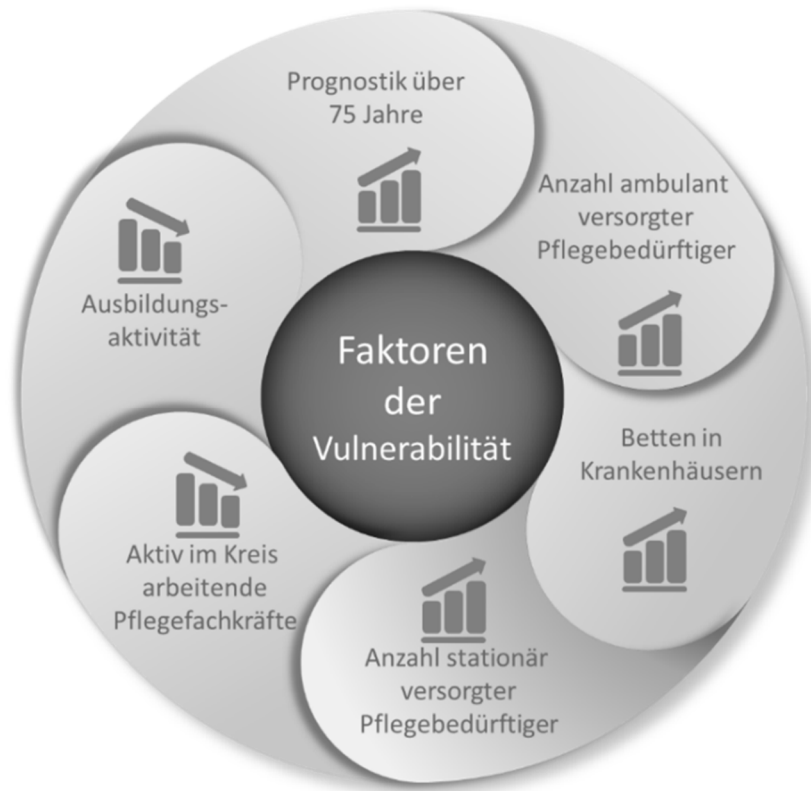 Prognostik über
75 Jahre
Anzahl ambulant
versorgter
Pflegebedürftiger
Betten in
Krankenhäusern
Anzahl stationär
versorgter
Pflegebedürftiger
Aktiv im Kreis
arbeitende
Pflegefachkräfte
Ausbildungs-
aktivität
Faktoren
der
Vulnerabilität